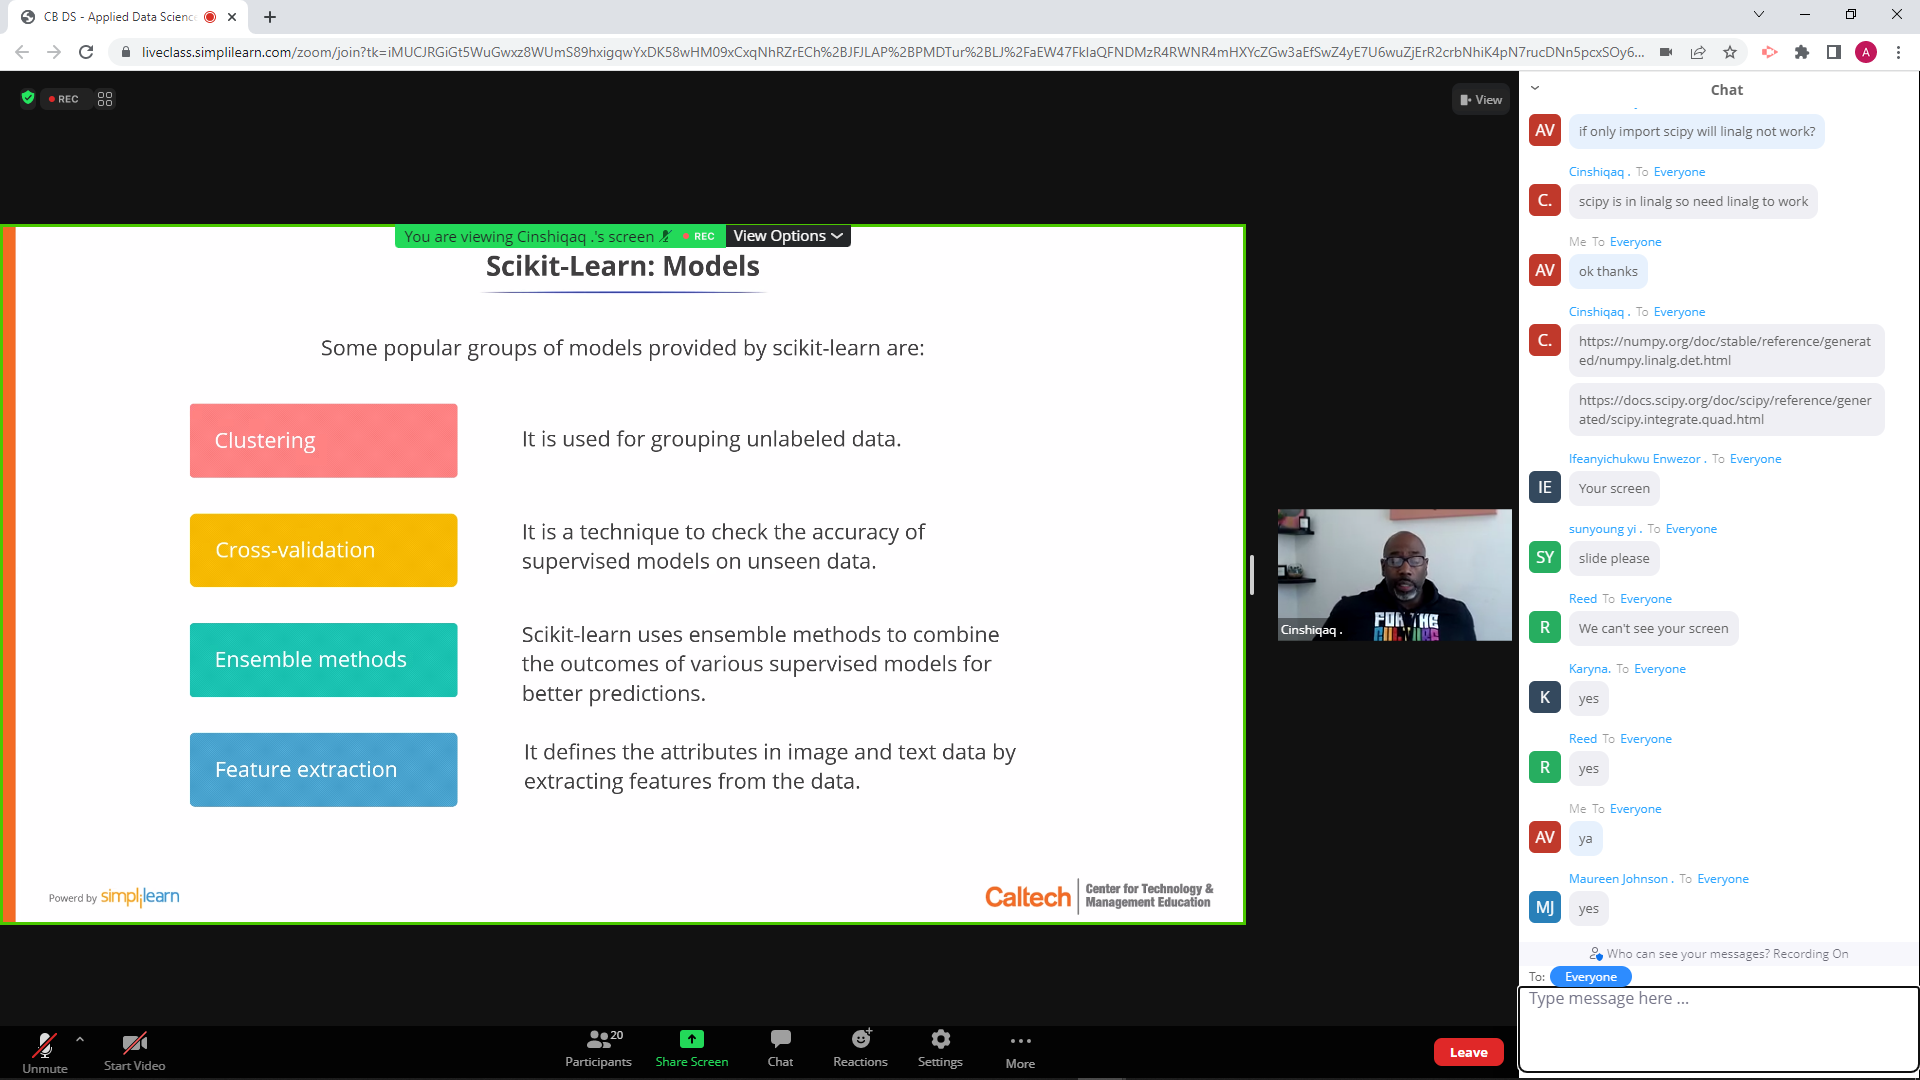 CB DS - Applied Data Scienc
liveclass.simplilearn.com/zoom/join?tk=iMUCJRGiGt5WuGwxz8WUmS89hxigqwYxDK58wHM09xCxqNhRZrECh%2BJFJLAP%2BPMDTur%2BLJ%2FaEW47FklaQFNDMzR4RWNR4mHXYcZGw3aEfSwZ4yE7U6wuZjErR2crbNhiK4pN7rucDNn5pcxSOy6...
A
REC
View
You are viewing Cinshiqaq .'s screen
REC
View Options
Scikit-Learn: Models
Some popular groups of models provided by scikit-learn are:
Clustering
It is used for grouping unlabeled data.
Cross-validation
It is a technique to check the accuracy of
supervised models on unseen data.
Ensemble methods
Scikit-learn uses ensemble methods to combine
the outcomes of various supervised models for
better predictions.
Feature extraction
It defines the attributes in image and text data by
extracting features from the data.
Powerd by simplilearn
Caltech
Center for Technology &
Management Education
FOR THE
CULTURE
Cinshiqaq .
Chat
AV
if only import scipy will linalg not work?
Cinshiqaq . To Everyone
C.
scipy is in linalg so need linalg to work
Me To Everyone
AV
ok thanks
Cinshiqaq . To Everyone
C.
https://numpy.org/doc/stable/reference/generat
ed/numpy.linalg.det.html
https://docs.scipy.org/doc/scipy/reference/gener
ated/scipy.integrate.quad.html
Ifeanyichukwu Enwezor . To Everyone
IE
Your screen
sunyoung yi . To Everyone
SY
slide please
Reed To Everyone
R
We can't see your screen
Karyna. To Everyone
K
yes
Reed To Everyone
R
yes
Me To Everyone
AV
ya
Maureen Johnson . To Everyone
MJ
yes
Who can see your messages? Recording On
To: Everyone
Type message here ...
Unmute
Start Video
20
Participants
Share Screen
Chat
Reactions
Settings
More
Leave